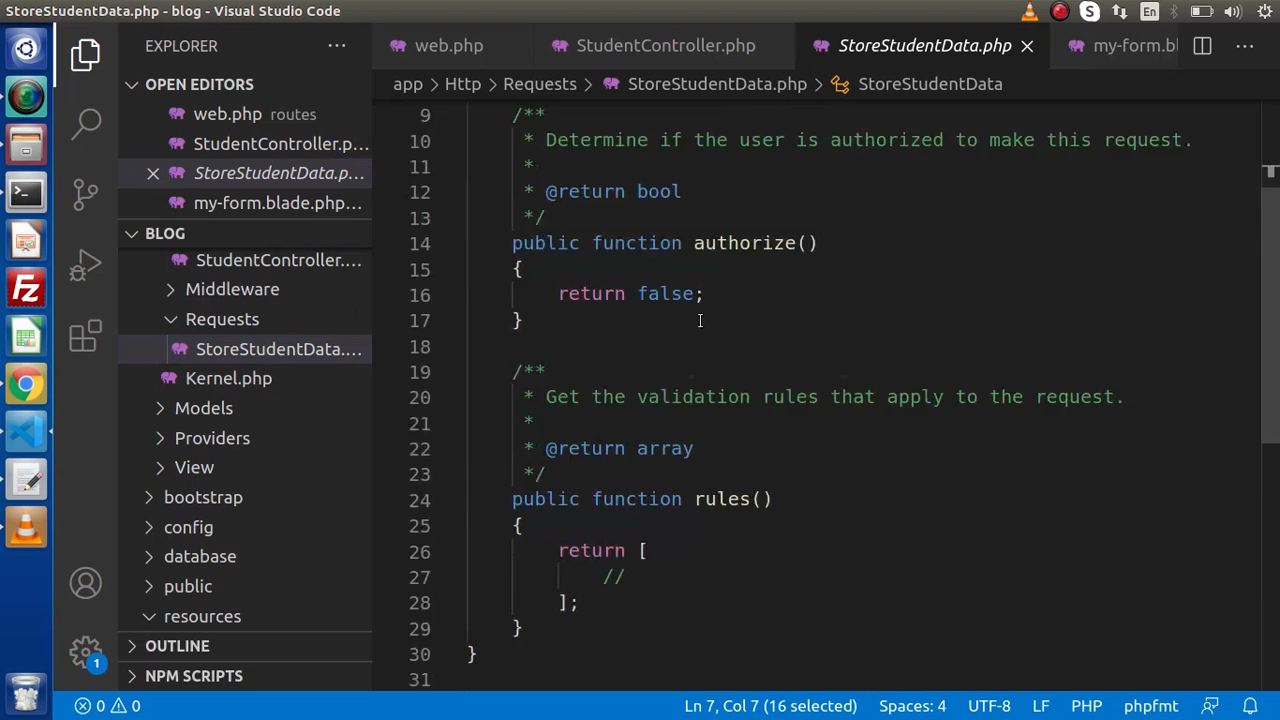 StoreStudentData.php - blog - Visual Studio Code
En
EXPLORER
OPEN EDITORS
web.php routes
StudentController.p...
StoreStudentData.p...
my-form.blade.php...
BLOG
StudentController....
Middleware
Requests
StoreStudentData....
Kernel.php
Models
Providers
View
bootstrap
config
database
public
resources
OUTLINE
NPM SCRIPTS
web.php
StudentController.php
StoreStudentData.php
my-form.bl
app > Http > Requests > StoreStudentData.php > StoreStudentData
9 /**
10 * Determine if the user is authorized to make this request.
11 *
12 * @return bool
13 */
14 public function authorize()
15 {
16 return false;
17 }
18
19 /**
20 * Get the validation rules that apply to the request.
21 *
22 * @return array
23 */
24 public function rules()
25 {
26 return [
27 //
28 ];
29 }
30 }
31
1
0 0 Ln 7, Col 7 (16 selected) Spaces: 4 UTF-8 LF PHP phpfmt